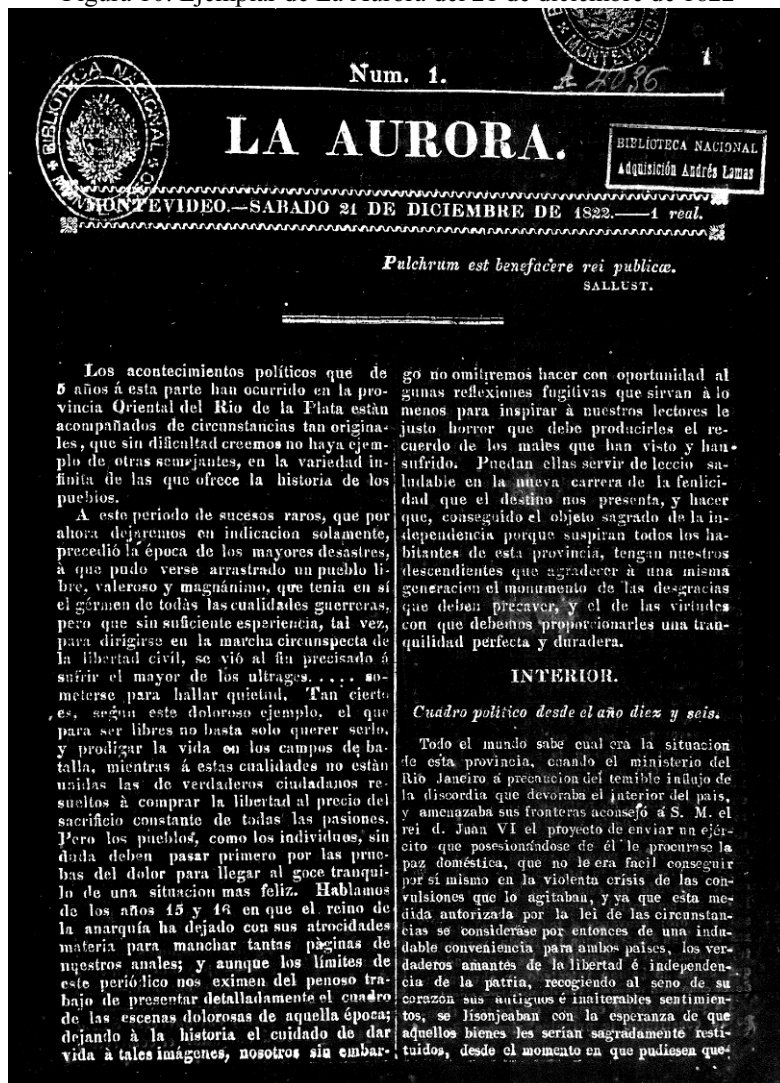 Figura 10. Ejemplar de La Aurora del 21 de diciembre de 1822
MONTEVIDEO
A 4036
1
Num. 1.
BIBLIOTECA NACIONAL
LA AURORA.
BIBLIOTECA NACIONAL
Adquisición Andrés Lamas
MONTEVIDEO.—SABADO 21 DE DICIEMBRE DE 1822.—1 real.
Pulchrum est benefacere rei publicæ.
SALLUST.
Los acontecimientos políticos que de
5 años á esta parte han ocurrido en la pro-
vincia Oriental del Rio de la Plata estàn
acompañados de circunstancias tan origina-
les, que sin dificultad creemos no haya ejem-
plo de otras semejantes, en la variedad in-
finita de las que ofrece la historia de los
pueblos.
A este periodo de sucesos raros, que por
ahora dejaremos en indicacion solamente,
precedió la época de los mayores desastres,
à que pudo verse arrastrado un pueblo li-
bre, valeroso y magnánimo, que tenia en sí
el gérmen de todas las cualidades guerreras,
pero que sin suficiente esperiencia, tal vez,
para dirigirse en la marcha circunspecta de
la libertad civil, se vió al fin precisado á
sufrir el mayor de los ultrages..... so-
meterse para hallar quietud. Tan cierto
es, segun este doloroso ejemplo, el que
para ser libres no basta solo querer serlo,
y prodigar la vida en los campos de ba-
talla, mientras á estas cualidades no estàn
unidas las de verdaderos ciudadanos re-
sueltos à comprar la libertad al precio del
sacrificio constante de todas las pasiones.
Pero los pueblos, como los individuos, sin
duda deben pasar primero por las prue-
bas del dolor para llegar al goce tranqui-
lo de una situacion mas feliz. Hablamos
de los años 15 y 16 en que el reino de
la anarquía ha dejado con sus atrocidades
materia para manchar tantas pàginas de
nuestros anales; y aunque los límites de
este periódico nos eximen del penoso tra-
bajo de presentar detalladamente el cuadro
de las escenas dolorosas de aquella época;
dejando à la historia el cuidado de dar
vida à tales imágenes, nosotros sin embar-
go no omitiremos hacer con oportunidad al
gunas reflexiones fugitivas que sirvan à lo
menos para inspirar à nuestros lectores le
justo horror que debe producirles el re-
cuerdo de los males que han visto y han
sufrido. Puedan ellas servir de leccio sa-
ludable en la nueva carrera de la fenlici-
dad que el destino nos presenta, y hacer
que, conseguido el objeto sagrado de la in-
dependencia porque suspiran todos los ha-
bitantes de esta provincia, tengan nuestros
descendientes que agradecer à una misma
generacion el monumento de las desgracias
que deben precaver, y el de las virtudes
con que debemos proporcionarles una tran-
quilidad perfecta y duradera.
INTERIOR.
Cuadro político desde el año diez y seis.
Todo el mundo sabe cual era la situacion
de esta provincia, cuando el ministerio del
Rio Janeiro á precaucion del temible influjo de
la discordia que devoraba el interior del pais,
y amenazaba sus fronteras aconsejó á S. M. el
rei d. Juan VI el proyecto de enviar un ejér-
cito que posesionándose de él le procurase la
paz doméstica, que no le era facil conseguir
por sí mismo en la violenta crisis de las con-
vulsiones que lo agitaban, y ya que esta me-
dida autorizada por la lei de las circunstan-
cias se considerase por entonces de una indu-
dable conveniencia para ambos paises, los ver-
daderos amantes de la libertad é independen-
cia de la patria, recogiendo al seno de su
corazon sus antiguos é inalterables sentimien-
tos, se lisonjeaban con la esperanza de que
aquellos bienes les serian sagradamente resti-
tuidos, desde el momento en que pudiesen que-